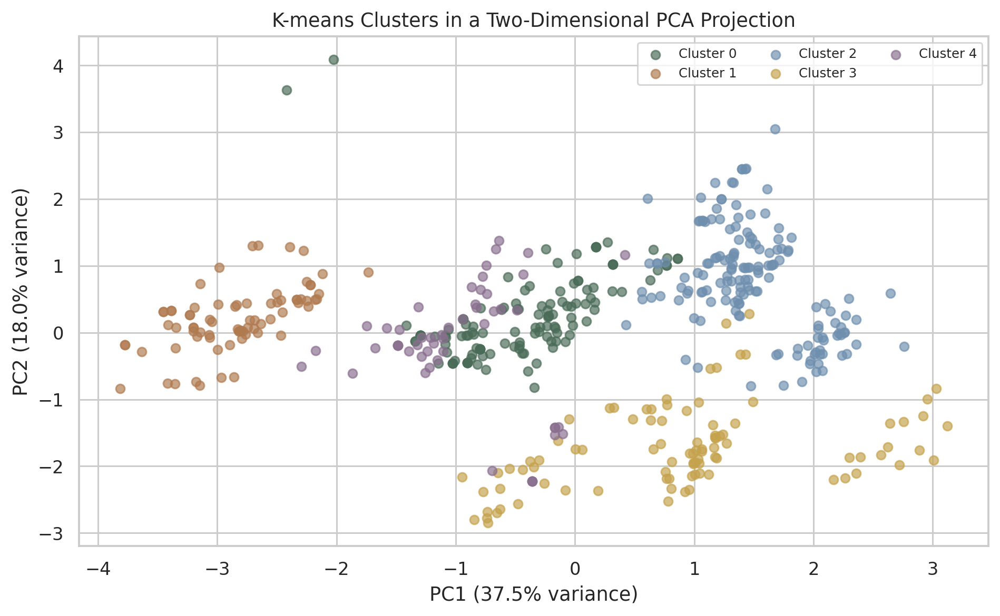 K-means Clusters in a Two-Dimensional PCA Projection
Cluster 0
Cluster 1
Cluster 2
Cluster 3
Cluster 4
PC2 (18.0% variance)
4
3
2
1
0
−1
−2
−3
−4
−3
−2
−1
0
1
2
3
PC1 (37.5% variance)